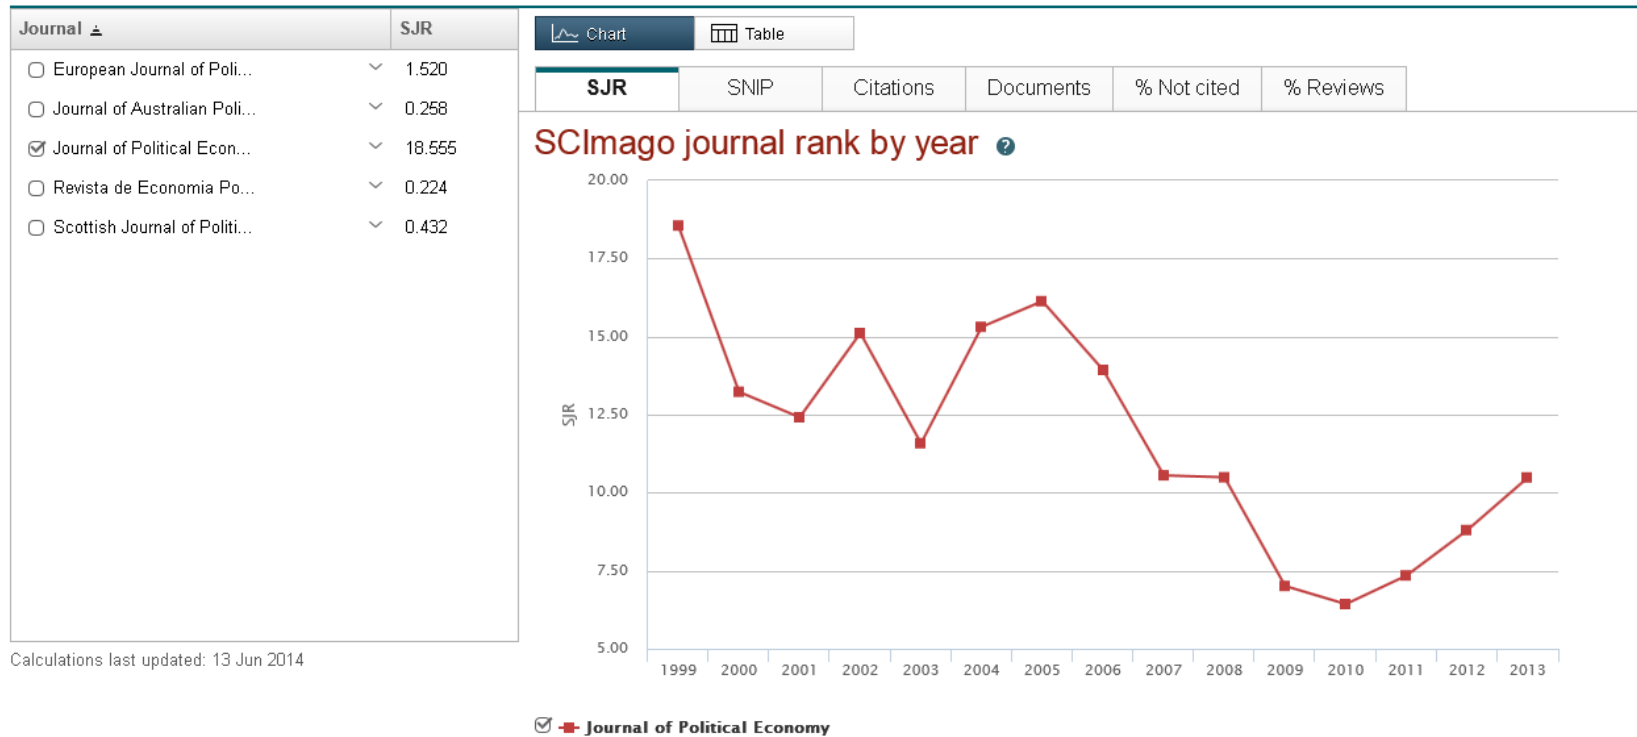 Journal SJR
European Journal of Poli... 1.520
Journal of Australian Poli... 0.258
Journal of Political Econ... 18.555
Revista de Economia Po... 0.224
Scottish Journal of Politi... 0.432
Calculations last updated: 13 Jun 2014
Chart Table
SJR SNIP Citations Documents % Not cited % Reviews
SCImago journal rank by year ?
20.00
17.50
15.00
12.50
10.00
7.50
5.00
SJR
1999 2000 2001 2002 2003 2004 2005 2006 2007 2008 2009 2010 2011 2012 2013
Journal of Political Economy